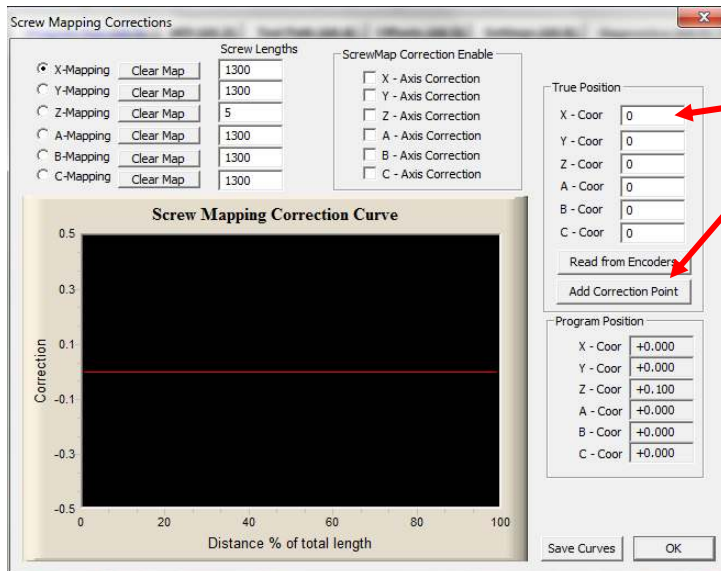 Screw Mapping Corrections
Screw Lengths
X-Mapping Clear Map 1300
Y-Mapping Clear Map 1300
Z-Mapping Clear Map 5
A-Mapping Clear Map 1300
B-Mapping Clear Map 1300
C-Mapping Clear Map 1300
ScrewMap Correction Enable
X - Axis Correction
Y - Axis Correction
Z - Axis Correction
A - Axis Correction
B - Axis Correction
C - Axis Correction
True Position
X - Coor 0
Y - Coor 0
Z - Coor 0
A - Coor 0
B - Coor 0
C - Coor 0
Read from Encoders
Add Correction Point
Program Position
X - Coor +0.000
Y - Coor +0.000
Z - Coor +0.100
A - Coor +0.000
B - Coor +0.000
C - Coor +0.000
Screw Mapping Correction Curve
0.5
0.3
0.1
-0.1
-0.3
-0.5
Correction
0 20 40 60 80 100
Distance % of total length
Save Curves OK